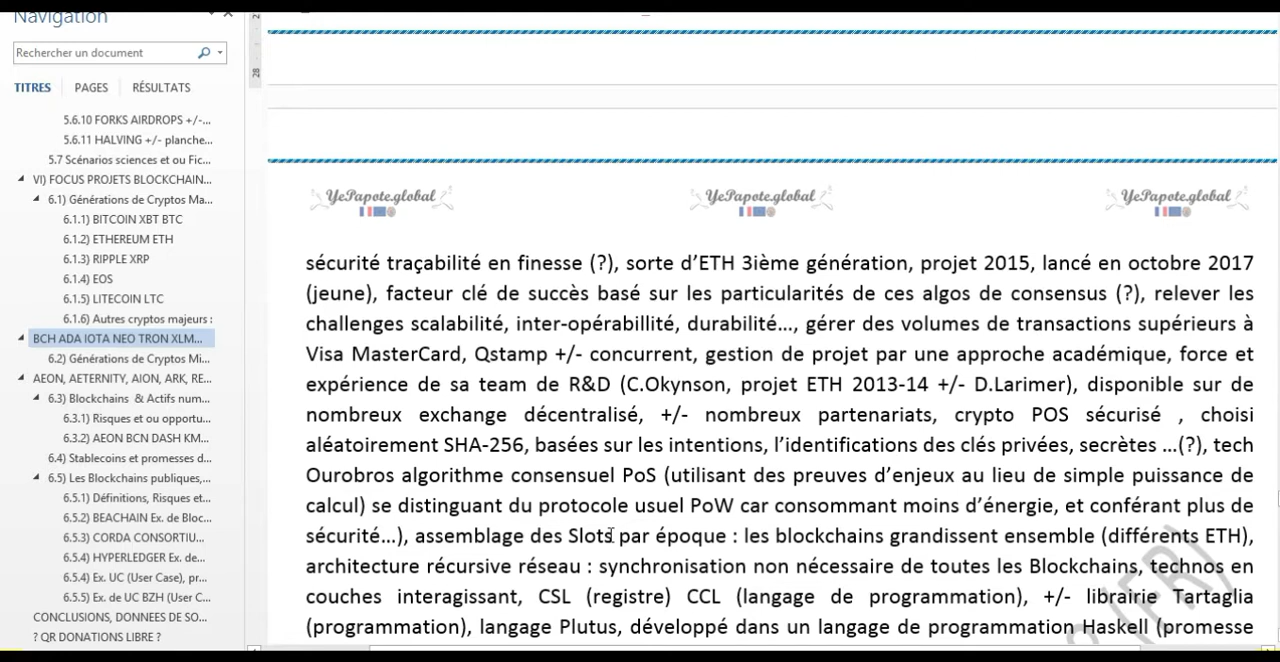 Navigation
Rechercher un document
TITRES PAGES RÉSULTATS
5.6.10 FORKS AIRDROPS +/-...
5.6.11 HALVING +/- planche...
5.7 Scénarios sciences et ou Fic...
VI) FOCUS PROJETS BLOCKCHAIN...
6.1) Générations de Cryptos Ma...
6.1.1) BITCOIN XBT BTC
6.1.2) ETHEREUM ETH
6.1.3) RIPPLE XRP
6.1.4) EOS
6.1.5) LITECOIN LTC
6.1.6) Autres cryptos majeurs :
BCH ADA IOTA NEO TRON XLM...
6.2) Générations de Cryptos Mi...
AEON, AETERNITY, AION, ARK, RE...
6.3) Blockchains & Actifs num...
6.3.1) Risques et ou opportu...
6.3.2) AEON BCN DASH KM...
6.4) Stablecoins et promesses d...
6.5) Les Blockchains publiques,...
6.5.1) Définitions, Risques et...
6.5.2) BEACHAIN Ex. de Bloc...
6.5.3) CORDA CONSORTIU...
6.5.4) HYPERLEDGER Ex. de...
6.5.4) Ex. UC (User Case), pr...
6.5.5) Ex. de UC BZH (User C...
CONCLUSIONS, DONNEES DE SO...
? QR DONATIONS LIBRE ?
28
YePapote.global YePapote.global YePapote.global
sécurité traçabilité en finesse (?), sorte d’ETH 3ième génération, projet 2015, lancé en octobre 2017
(jeune), facteur clé de succès basé sur les particularités de ces algos de consensus (?), relever les
challenges scalabilité, inter-opérabillité, durabilité..., gérer des volumes de transactions supérieurs à
Visa MasterCard, Qstamp +/- concurrent, gestion de projet par une approche académique, force et
expérience de sa team de R&D (C.Okynson, projet ETH 2013-14 +/- D.Larimer), disponible sur de
nombreux exchange décentralisé, +/- nombreux partenariats, crypto POS sécurisé , choisi
aléatoirement SHA-256, basées sur les intentions, l’identifications des clés privées, secrètes ...(?), tech
Ourobros algorithme consensuel PoS (utilisant des preuves d’enjeux au lieu de simple puissance de
calcul) se distinguant du protocole usuel PoW car consommant moins d’énergie, et conférant plus de
sécurité...), assemblage des Slots par époque : les blockchains grandissent ensemble (différents ETH),
architecture récursive réseau : synchronisation non nécessaire de toutes les Blockchains, technos en
couches interagissant, CSL (registre) CCL (langage de programmation), +/- librairie Tartaglia
(programmation), langage Plutus, développé dans un langage de programmation Haskell (promesse
(FR)